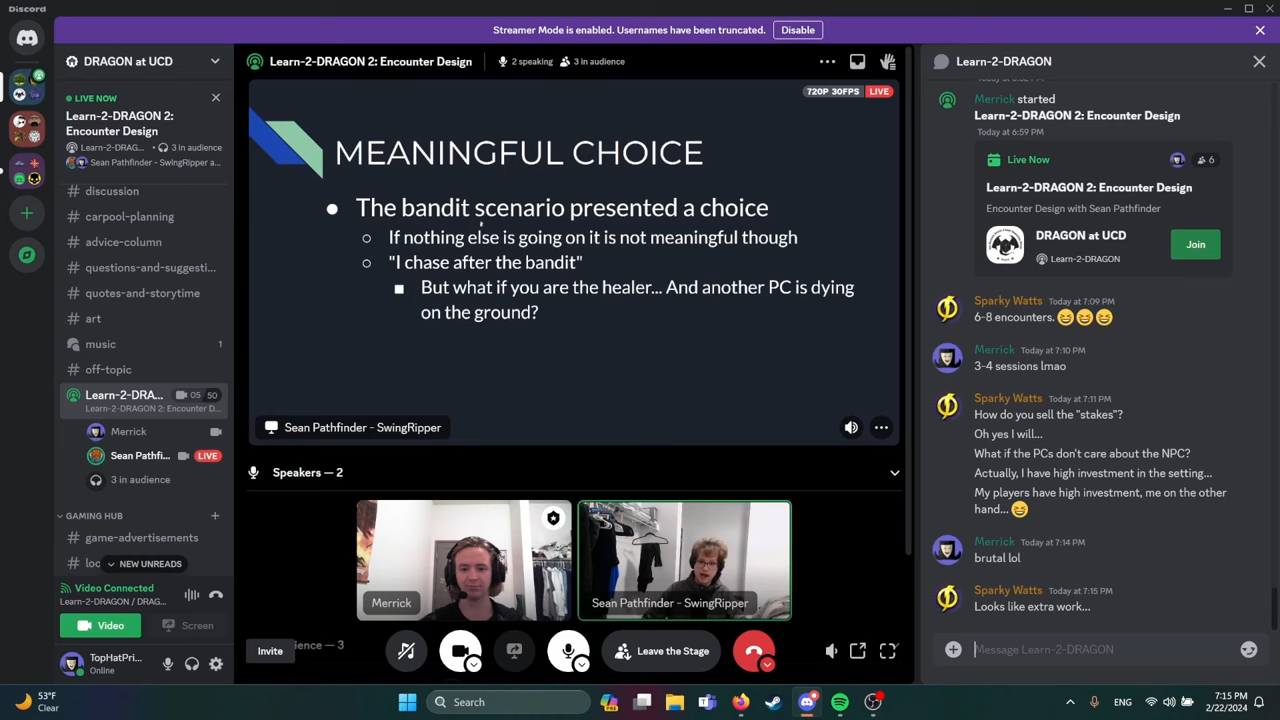 Discord
Streamer Mode is enabled. Usernames have been truncated.
Disable
DRAGON at UCD
LIVE NOW
Learn-2-DRAGON 2:
Encounter Design
Learn-2-DRAG...
3 in audience
Sean Pathfinder - SwingRipper a...
discussion
carpool-planning
advice-column
questions-and-suggesti...
quotes-and-storytime
art
music
1
off-topic
Learn-2-DRA...
05
50
Learn-2-DRAGON 2: Encounter D...
Merrick
Sean Pathfi...
LIVE
3 in audience
GAMING HUB
game-advertisements
loc
NEW UNREADS
Video Connected
Learn-2-DRAGON / DRAG...
Video
Screen
TopHatPri...
Online
Learn-2-DRAGON 2: Encounter Design
2 speaking
3 in audience
720P 30FPS
LIVE
MEANINGFUL CHOICE
The bandit scenario presented a choice
If nothing else is going on it is not meaningful though
"I chase after the bandit"
But what if you are the healer... And another PC is dying
on the ground?
Sean Pathfinder - SwingRipper
Speakers — 2
Merrick
Sean Pathfinder - SwingRipper
Invite
ience — 3
Leave the Stage
Learn-2-DRAGON
Merrick started
Learn-2-DRAGON 2: Encounter Design
Today at 6:59 PM
Live Now
6
Learn-2-DRAGON 2: Encounter Design
Encounter Design with Sean Pathfinder
DRAGON at UCD
Learn-2-DRAGON
Join
Sparky Watts Today at 7:09 PM
6-8 encounters. 😆😆😆
Merrick Today at 7:10 PM
3-4 sessions lmao
Sparky Watts Today at 7:11 PM
How do you sell the "stakes"?
Oh yes I will...
What if the PCs don't care about the NPC?
Actually, I have high investment in the setting...
My players have high investment, me on the other
hand... 😆
Merrick Today at 7:14 PM
brutal lol
Sparky Watts Today at 7:15 PM
Looks like extra work...
Message Learn-2-DRAGON
53°F
Clear
Search
PRE
ENG
7:15 PM
2/22/2024